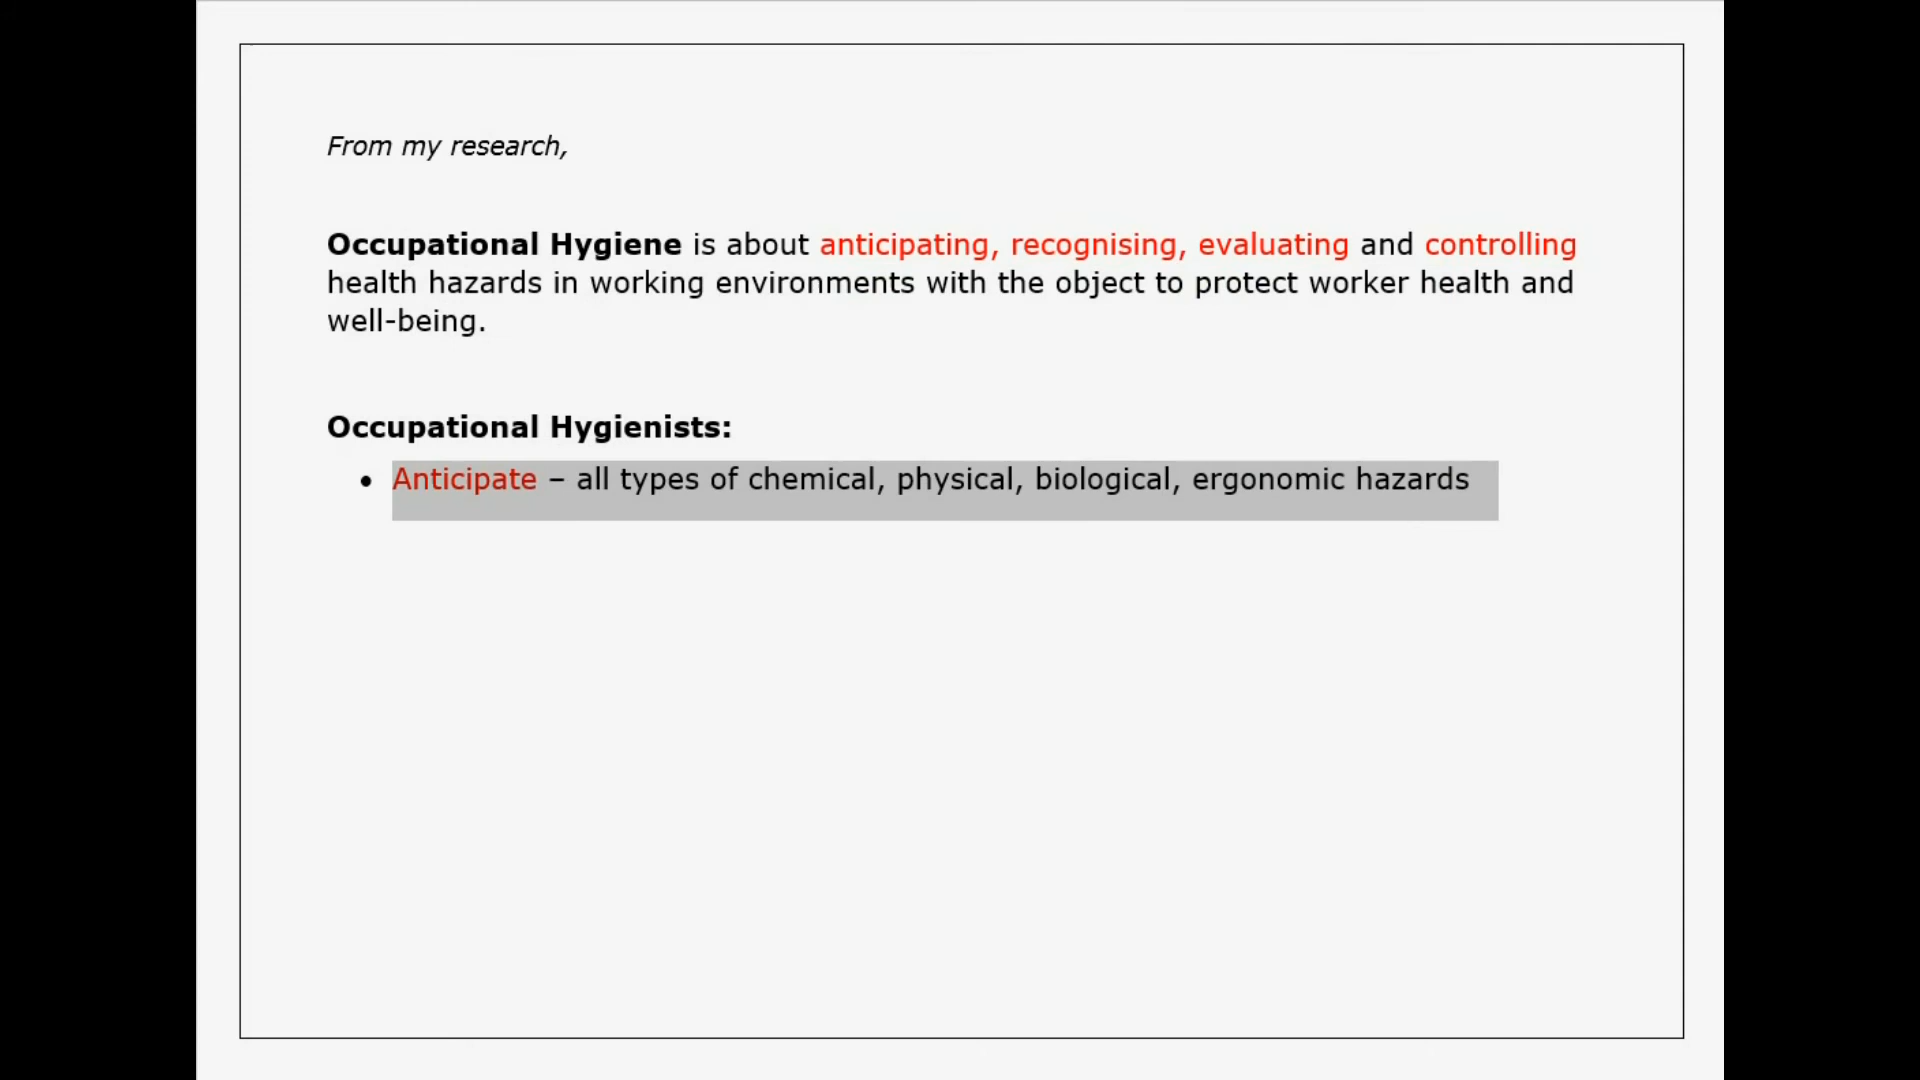 From my research,
Occupational Hygiene is about anticipating, recognising, evaluating and controlling
health hazards in working environments with the object to protect worker health and
well-being.
Occupational Hygienists:
• Anticipate – all types of chemical, physical, biological, ergonomic hazards